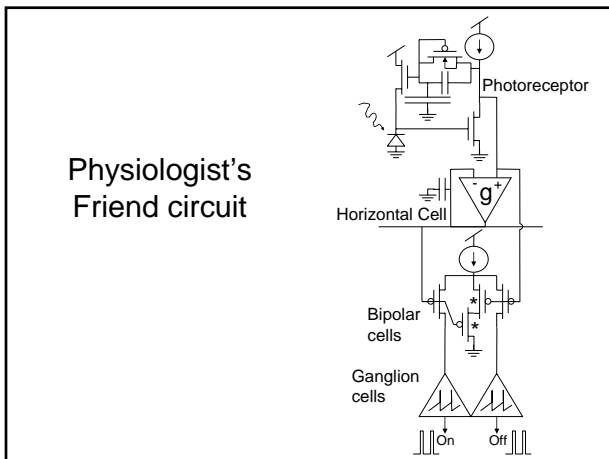 Physiologist's
Friend circuit
Photoreceptor
- g +
Horizontal Cell
Bipolar
cells
* 
*
Ganglion
cells
On Off